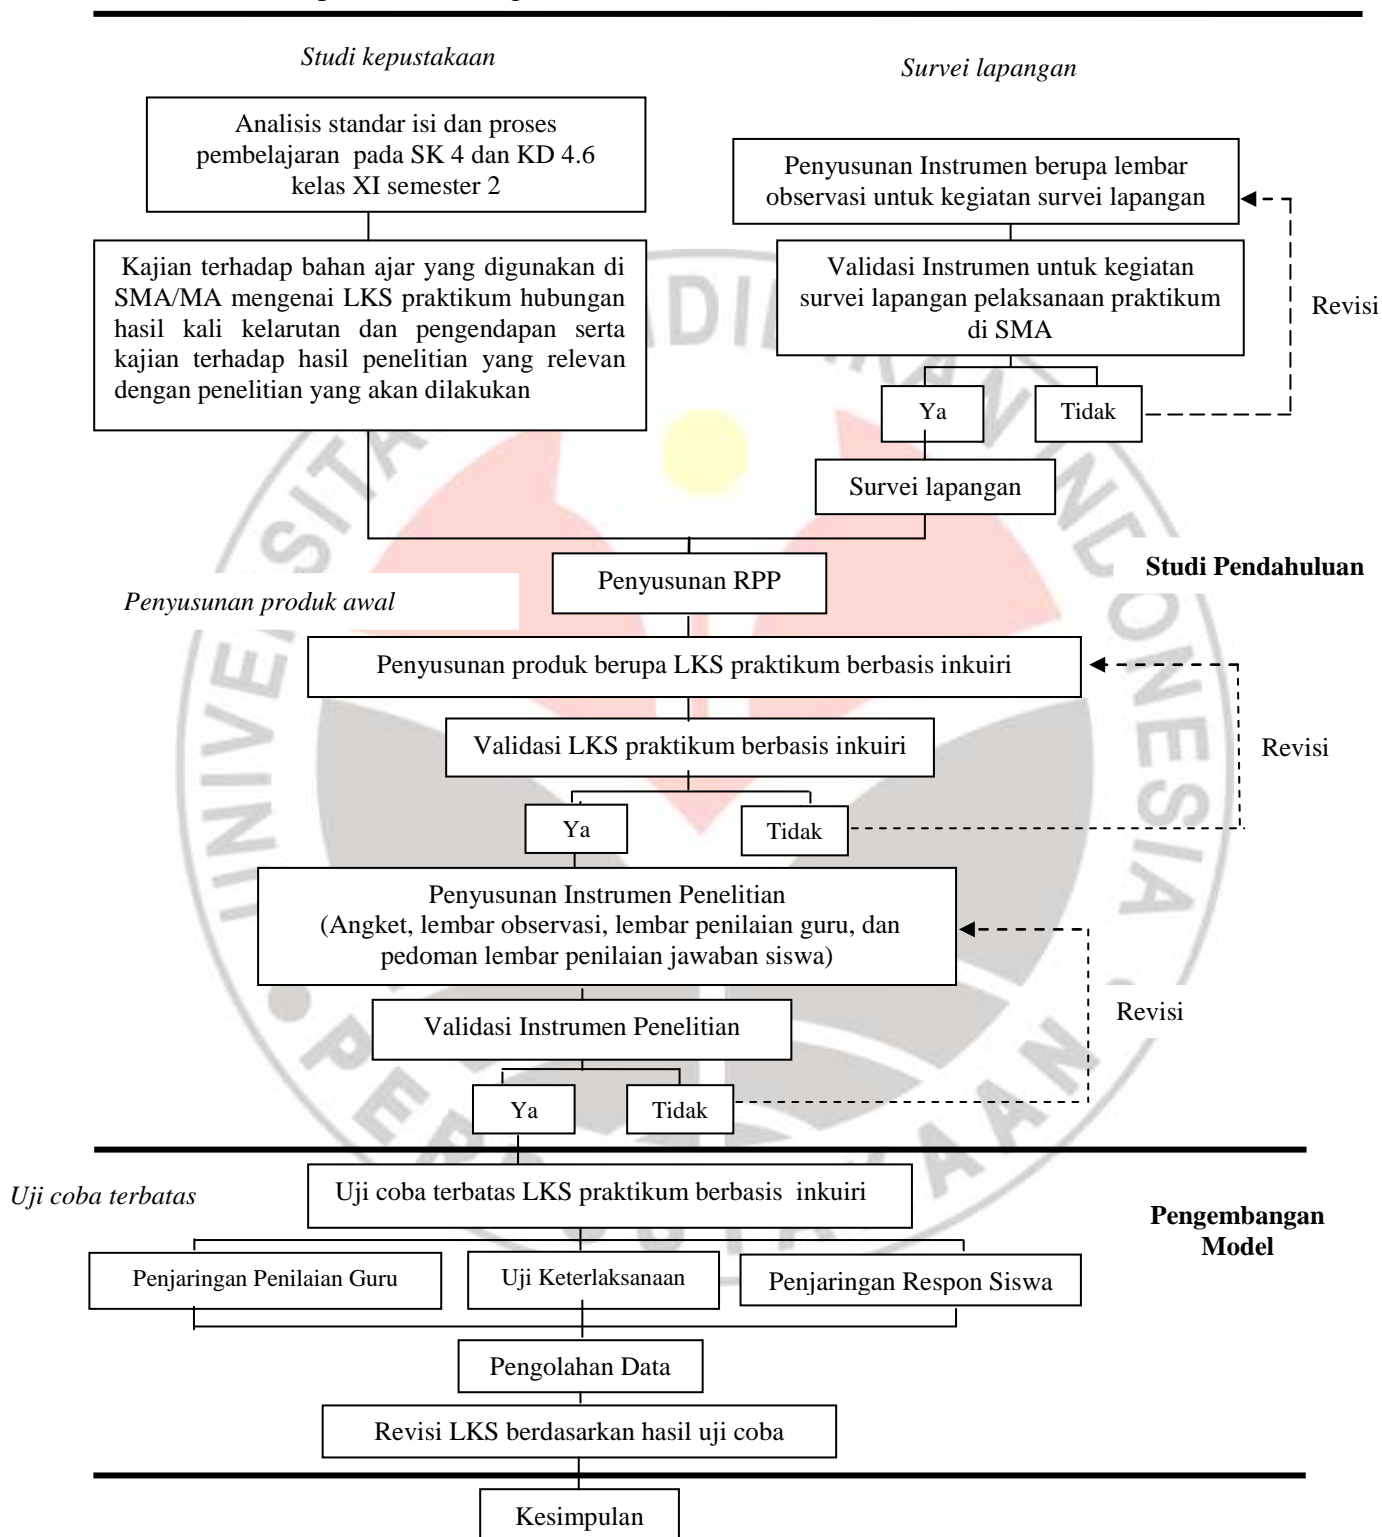 Studi kepustakaan
Survei lapangan
Analisis standar isi dan proses
pembelajaran pada SK 4 dan KD 4.6
kelas XI semester 2
Penyusunan Instrumen berupa lembar
observasi untuk kegiatan survei lapangan
Kajian terhadap bahan ajar yang digunakan di
SMA/MA mengenai LKS praktikum hubungan
hasil kali kelarutan dan pengendapan serta
kajian terhadap hasil penelitian yang relevan
dengan penelitian yang akan dilakukan
Validasi Instrumen untuk kegiatan
survei lapangan pelaksanaan praktikum
di SMA
Revisi
Ya
Tidak
Survei lapangan
Studi Pendahuluan
Penyusunan RPP
Penyusunan produk awal
Penyusunan produk berupa LKS praktikum berbasis inkuiri
Validasi LKS praktikum berbasis inkuiri
Revisi
Ya
Tidak
Penyusunan Instrumen Penelitian
(Angket, lembar observasi, lembar penilaian guru, dan
pedoman lembar penilaian jawaban siswa)
Validasi Instrumen Penelitian
Revisi
Ya
Tidak
Uji coba terbatas
Uji coba terbatas LKS praktikum berbasis inkuiri
Pengembangan
Model
Penjaringan Penilaian Guru
Uji Keterlaksanaan
Penjaringan Respon Siswa
Pengolahan Data
Revisi LKS berdasarkan hasil uji coba
Kesimpulan